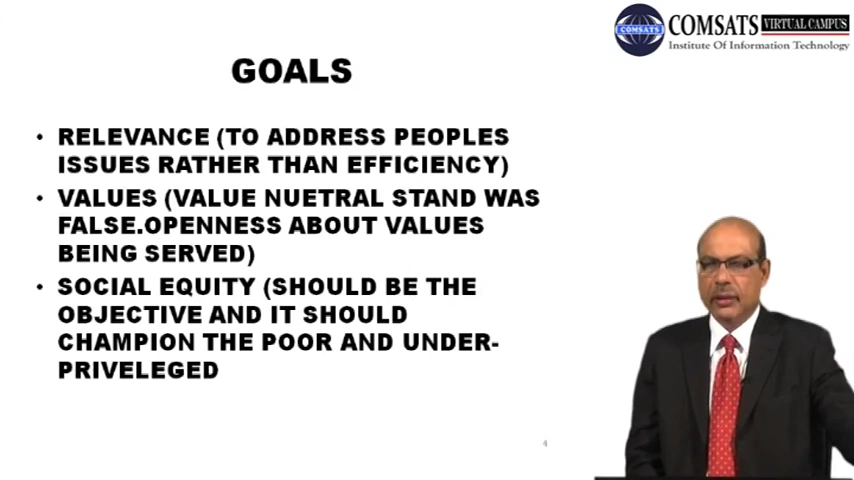 COMSATS VIRTUAL CAMPUS
COMSATS
Institute Of Information Technology
GOALS
• RELEVANCE (TO ADDRESS PEOPLES
ISSUES RATHER THAN EFFICIENCY)
• VALUES (VALUE NUETRAL STAND WAS
FALSE.OPENNESS ABOUT VALUES
BEING SERVED)
• SOCIAL EQUITY (SHOULD BE THE
OBJECTIVE AND IT SHOULD
CHAMPION THE POOR AND UNDER-
PRIVELEGED